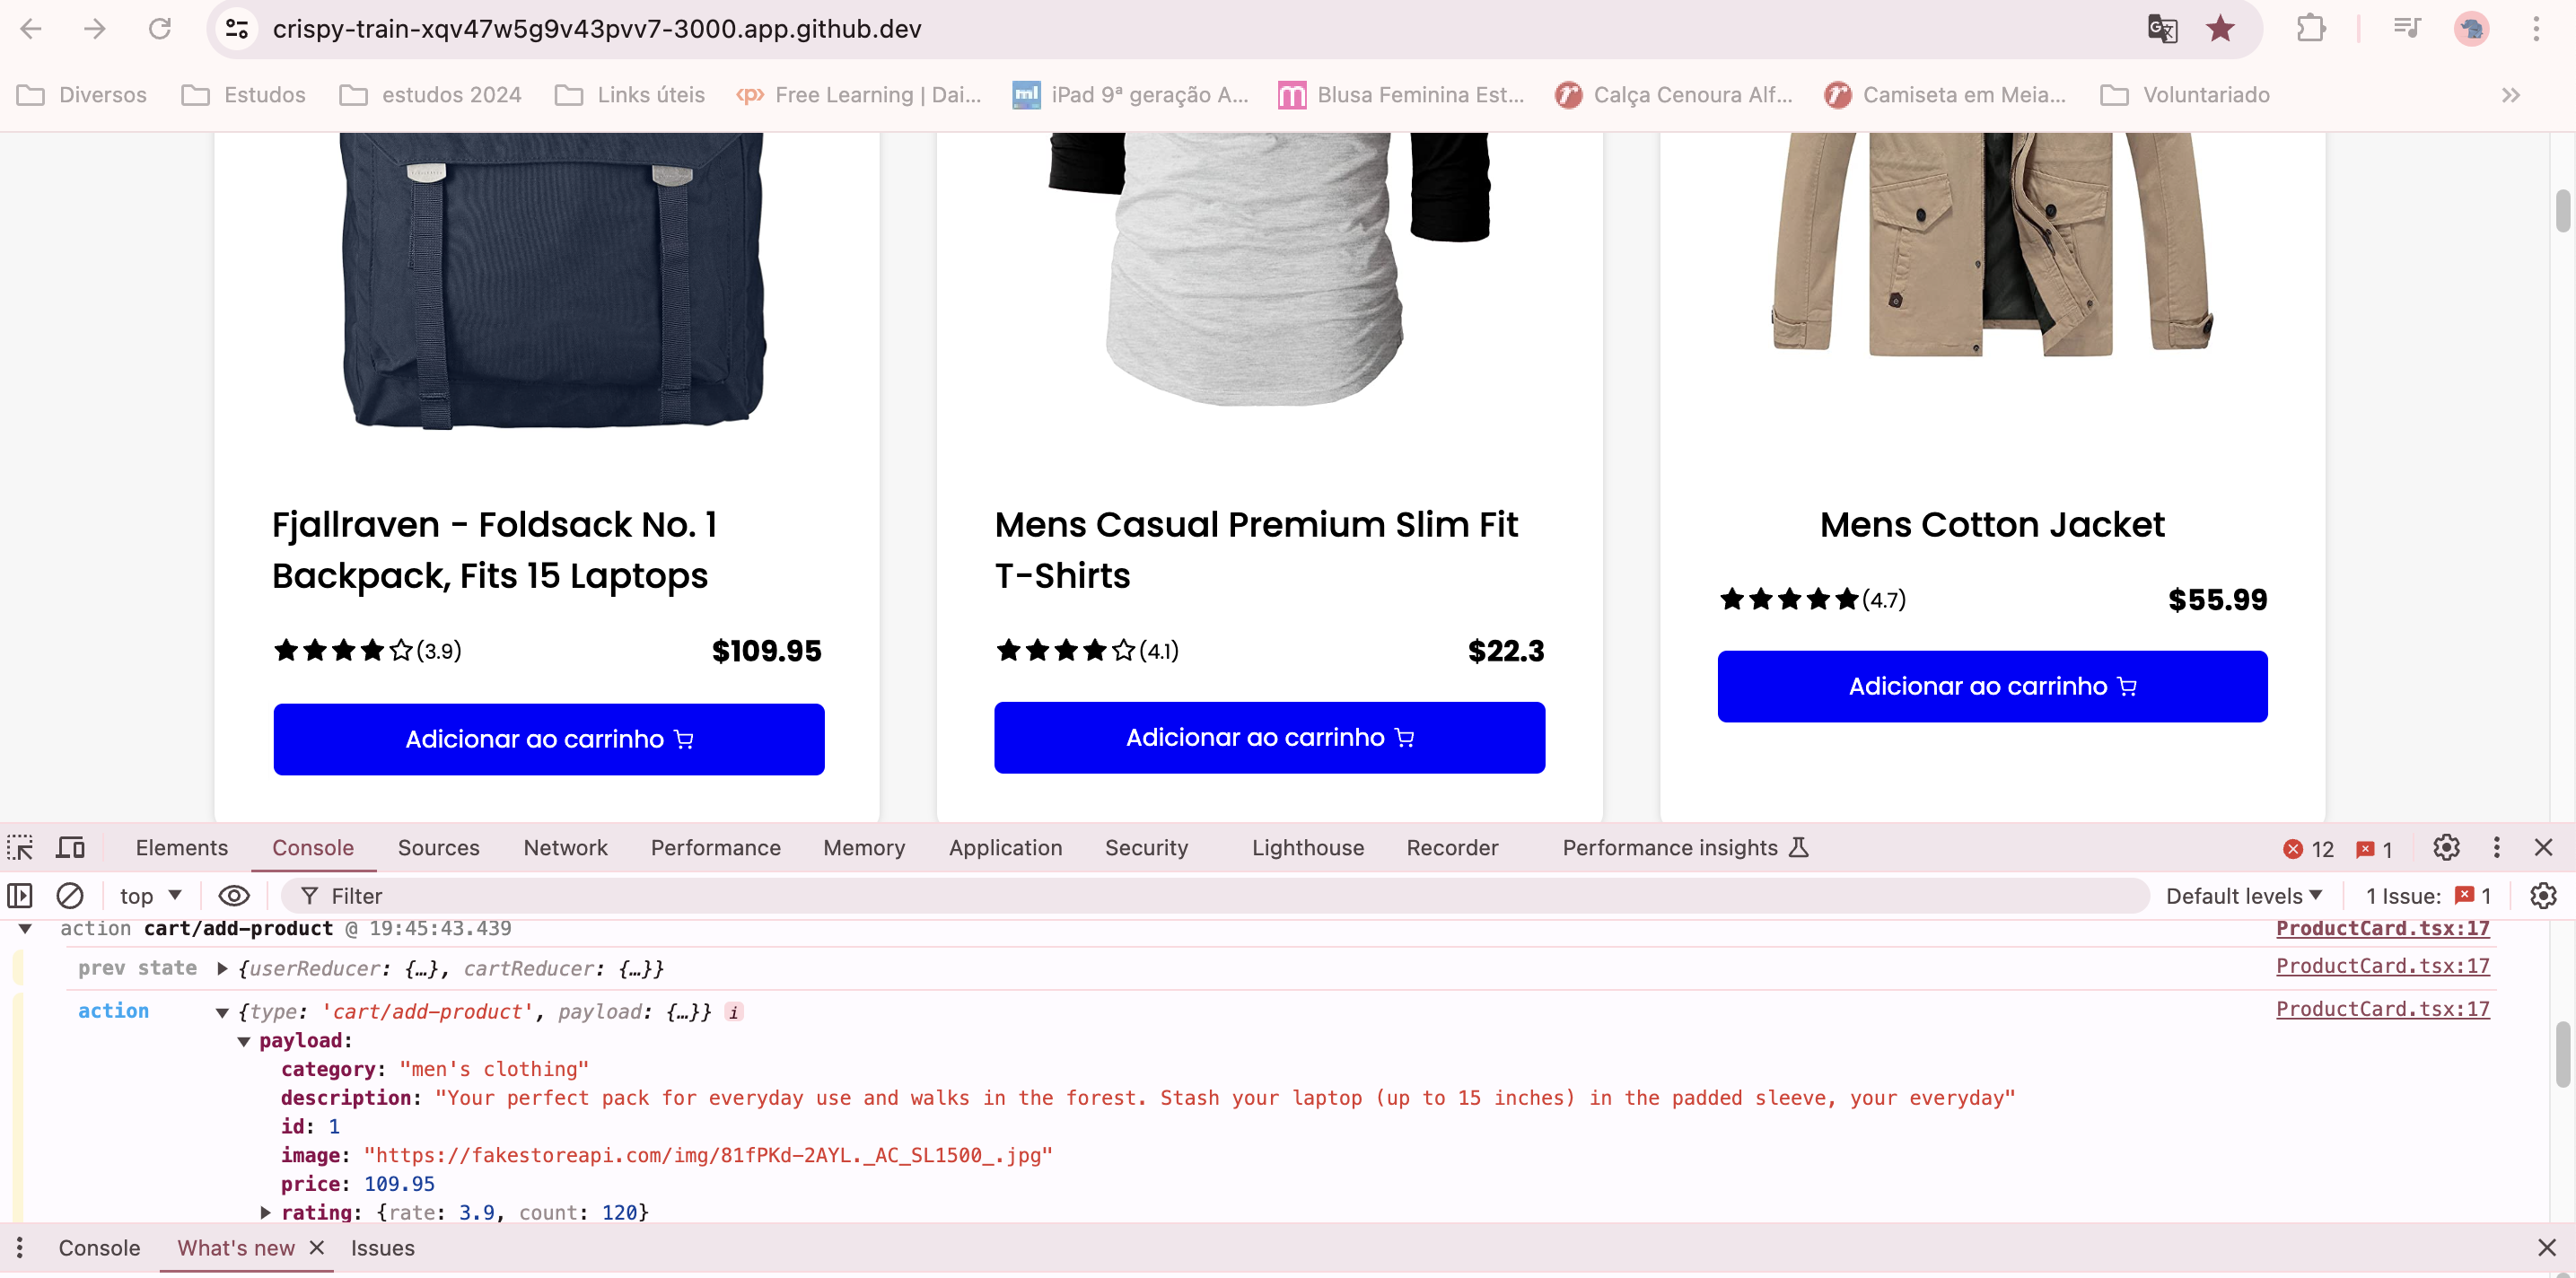 crispy-train-xqv47w5g9v43pvv7-3000.app.github.dev
Diversos Estudos estudos 2024 Links úteis <p> Free Learning | Dai... ml iPad 9ª geração A... m Blusa Feminina Est... r Calça Cenoura Alf... r Camiseta em Meia... Voluntariado »
Fjallraven - Foldsack No. 1
Backpack, Fits 15 Laptops
(3.9) $109.95
Adicionar ao carrinho
Mens Casual Premium Slim Fit
T-Shirts
(4.1) $22.3
Adicionar ao carrinho
Mens Cotton Jacket
(4.7) $55.99
Adicionar ao carrinho
Elements Console Sources Network Performance Memory Application Security Lighthouse Recorder Performance insights 12 1
top Filter Default levels 1 Issue: 1
action cart/add-product @ 19:45:43.439 ProductCard.tsx:17
prev state {userReducer: {…}, cartReducer: {…}} ProductCard.tsx:17
action {type: 'cart/add-product', payload: {…}} i ProductCard.tsx:17
payload:
category: "men's clothing"
description: "Your perfect pack for everyday use and walks in the forest. Stash your laptop (up to 15 inches) in the padded sleeve, your everyday"
id: 1
image: "https://fakestoreapi.com/img/81fPKd-2AYL._AC_SL1500_.jpg"
price: 109.95
rating: {rate: 3.9, count: 120}
Console What's new Issues